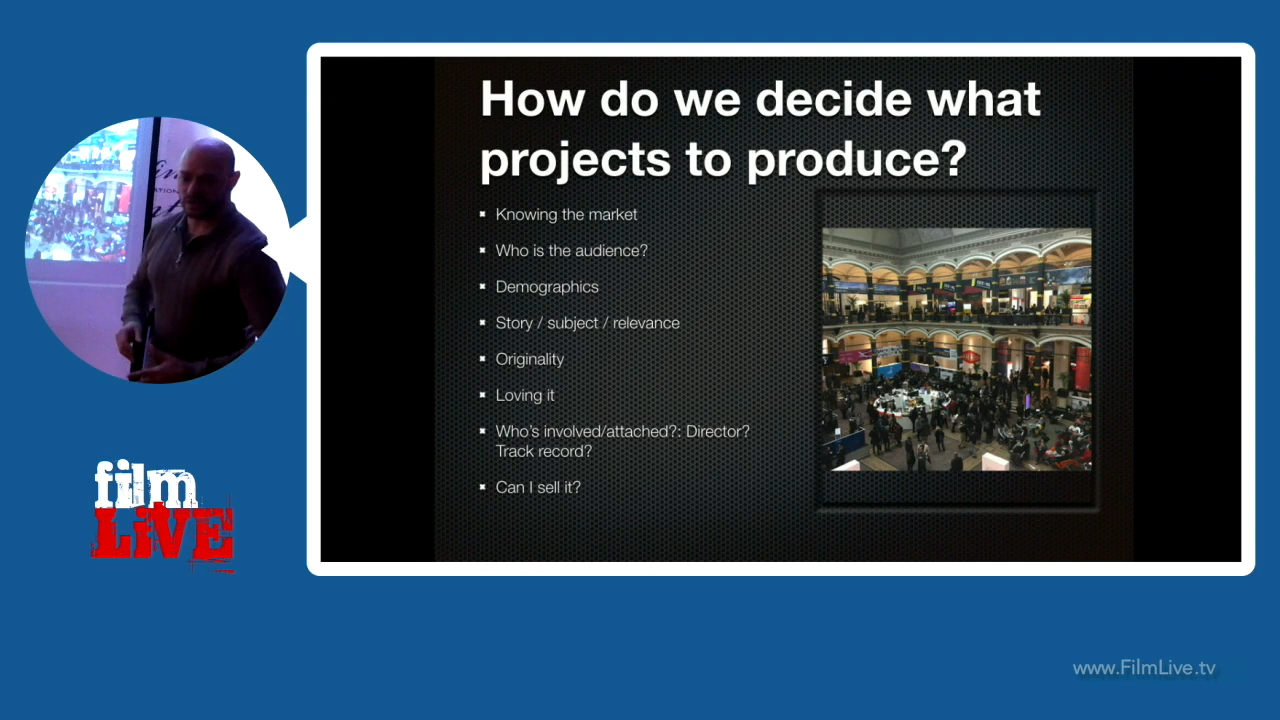 How do we decide what
projects to produce?
Knowing the market
Who is the audience?
Demographics
Story / subject / relevance
Originality
Loving it
Who's involved/attached?: Director?
Track record?
Can I sell it?
film
LiVE
www.FilmLive.tv